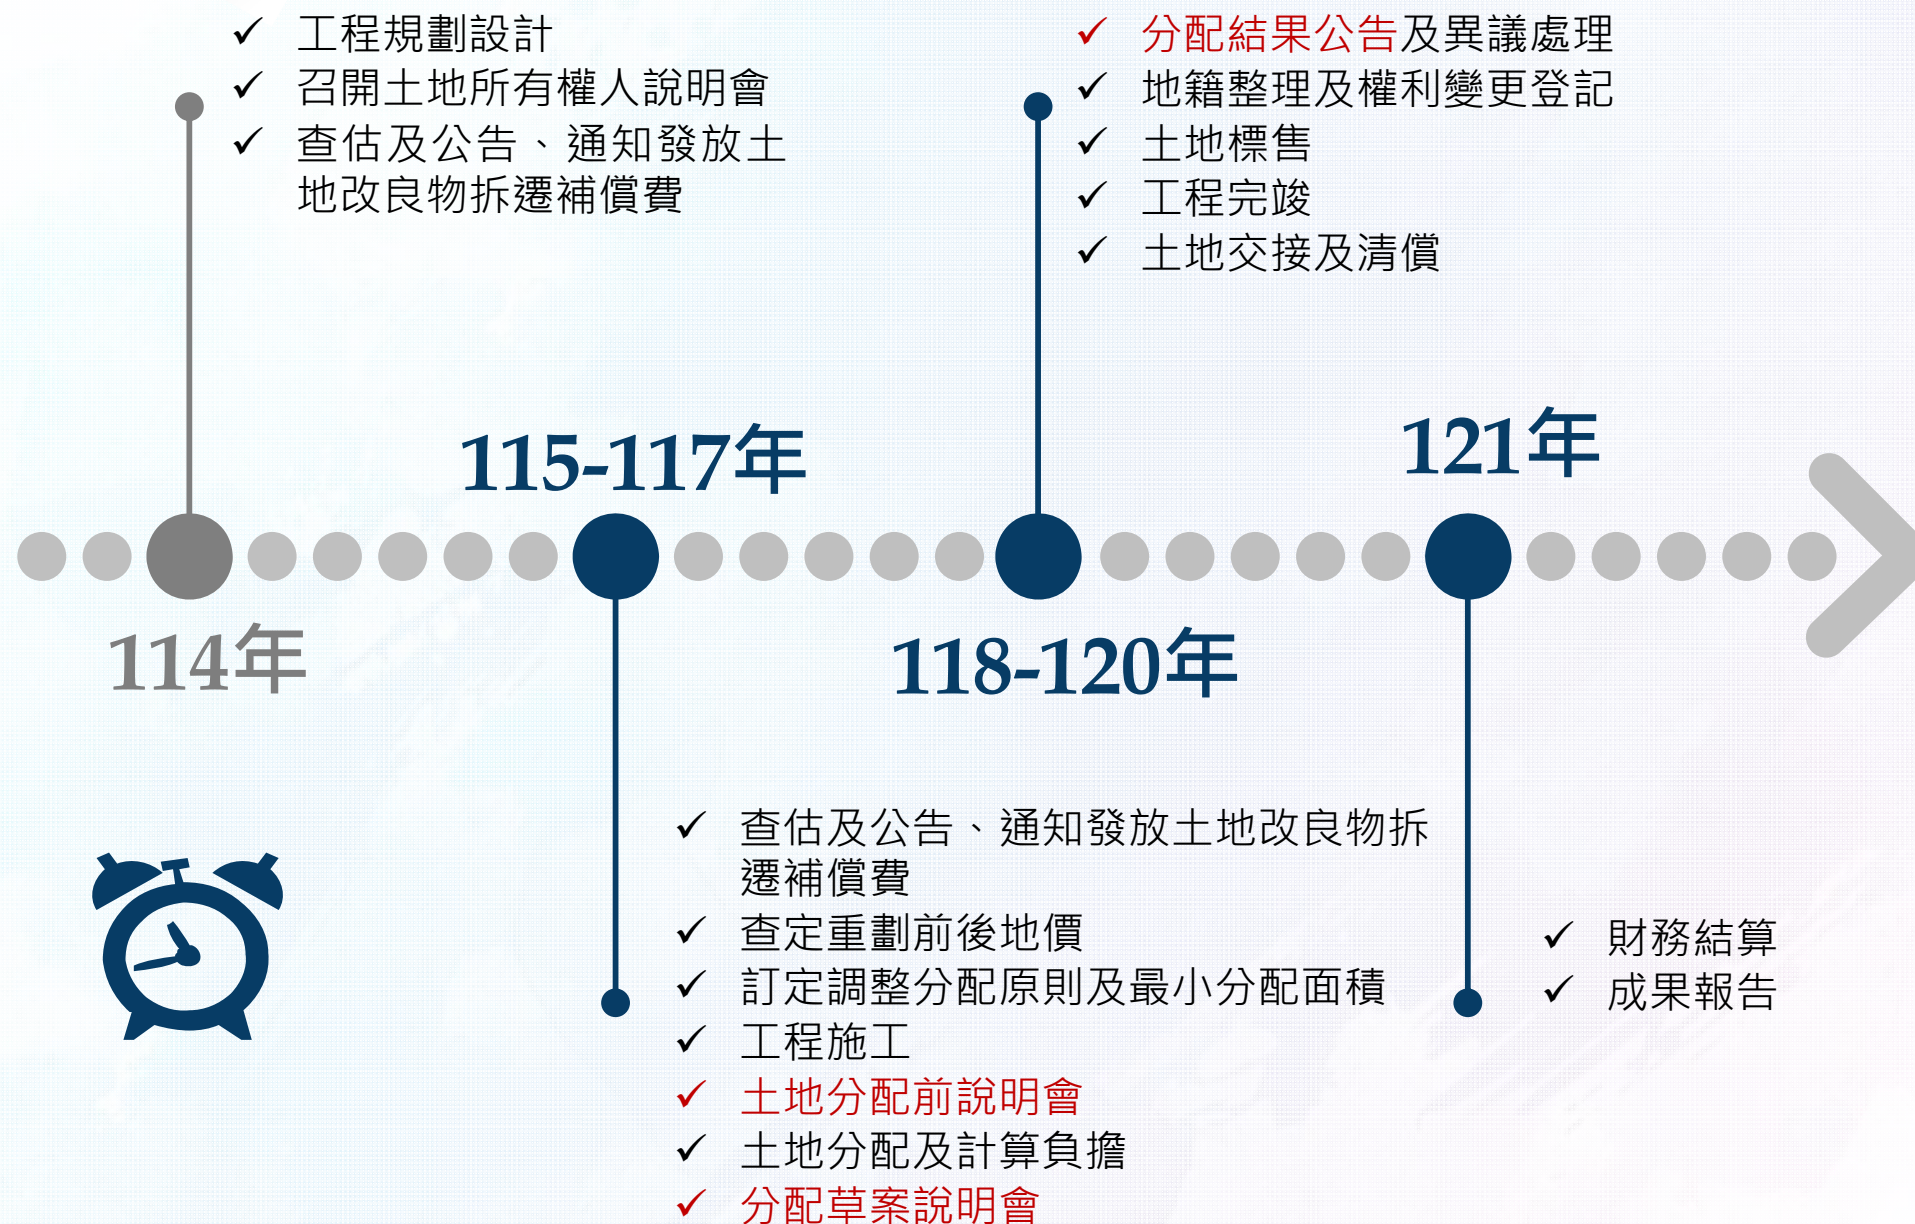 ✓ 工程規劃設計
✓ 召開土地所有權人說明會
✓ 查估及公告、通知發放土
地改良物拆遷補償費
114年
115-117年
✓ 查估及公告、通知發放土地改良物拆
遷補償費
✓ 查定重劃前後地價
✓ 訂定調整分配原則及最小分配面積
✓ 工程施工
✓ 土地分配前說明會
✓ 土地分配及計算負擔
✓ 分配草案說明會
✓ 分配結果公告及異議處理
✓ 地籍整理及權利變更登記
✓ 土地標售
✓ 工程完竣
✓ 土地交接及清償
118-120年
121年
✓ 財務結算
✓ 成果報告